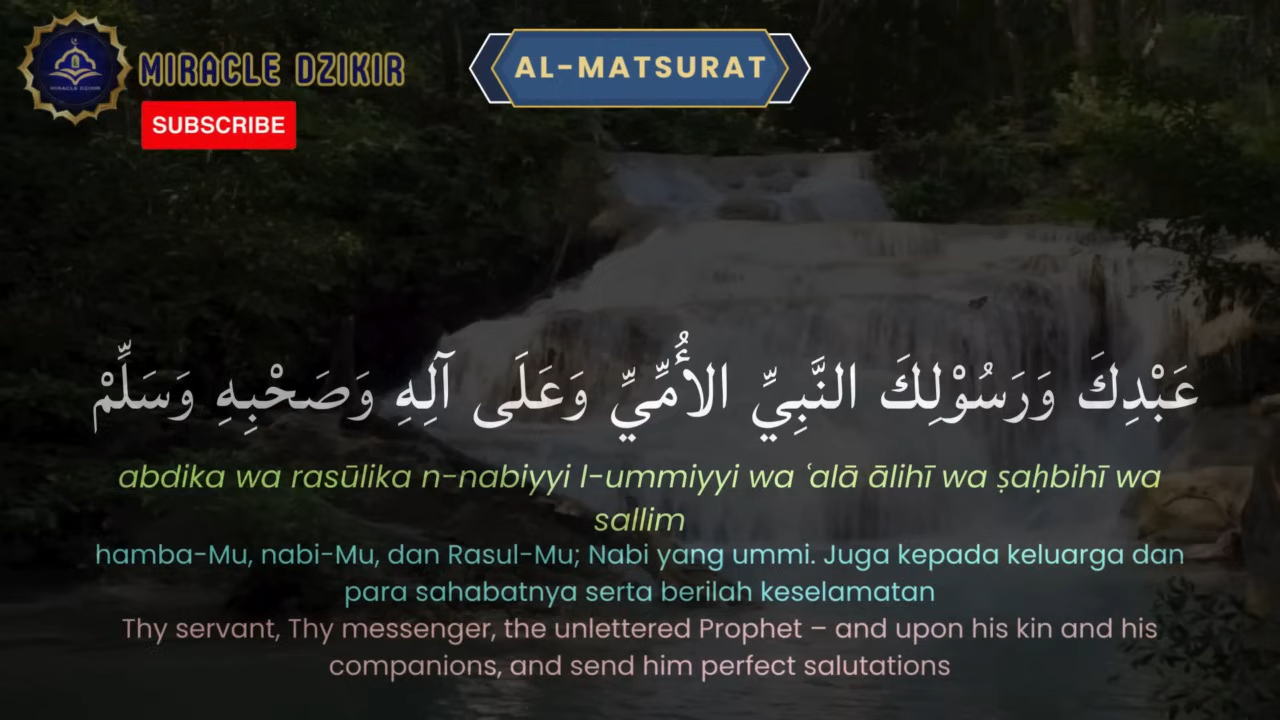 MIRACLE DZIKIR
SUBSCRIBE
AL-MATSURAT
MIRACLE DZIKIR
عَبْدِكَ وَرَسُوْلِكَ النَّبِيِّ الأُمِّيِّ وَعَلَى آلِهِ وَصَحْبِهِ وَسَلِّمْ
abdika wa rasūlika n-nabiyyi l-ummiyyi wa ʿalā ālihī wa ṣaḥbihī wa
sallim
hamba-Mu, nabi-Mu, dan Rasul-Mu; Nabi yang ummi. Juga kepada keluarga dan
para sahabatnya serta berilah keselamatan
Thy servant, Thy messenger, the unlettered Prophet – and upon his kin and his
companions, and send him perfect salutations